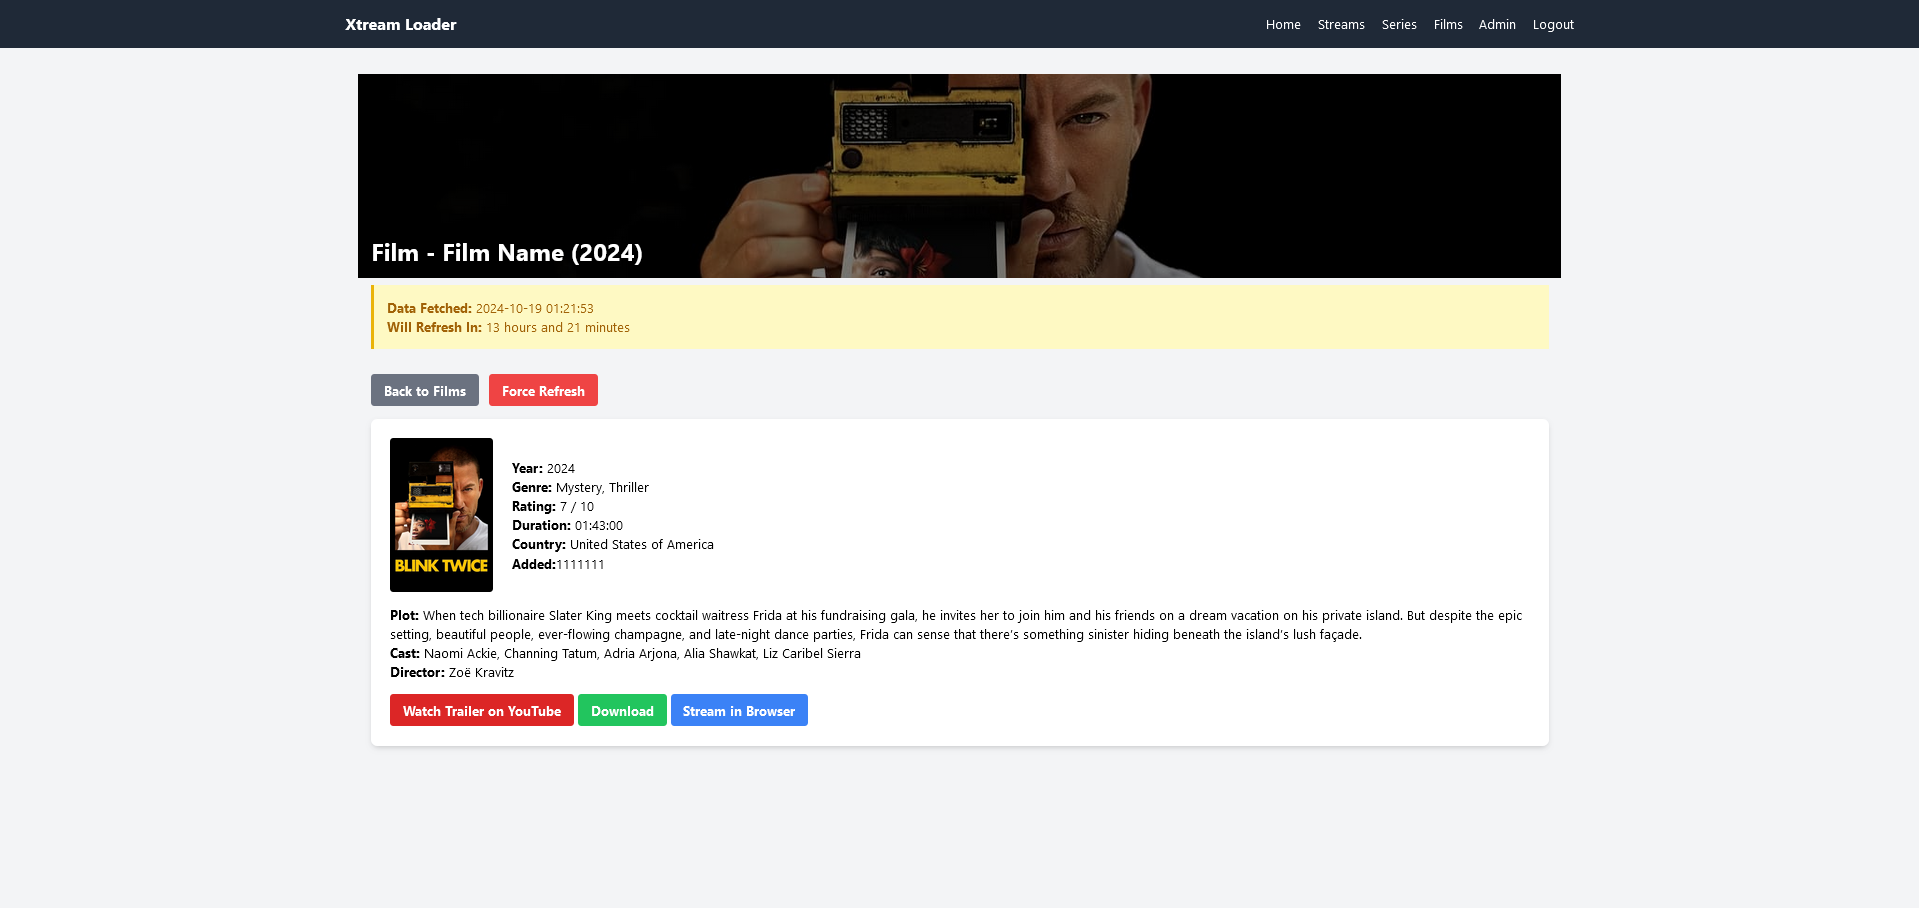 Xtream Loader
Home Streams Series Films Admin Logout
Film - Film Name (2024)
Data Fetched: 2024-10-19 01:21:53
Will Refresh In: 13 hours and 21 minutes
Back to Films Force Refresh
BLINK TWICE
Year: 2024
Genre: Mystery, Thriller
Rating: 7 / 10
Duration: 01:43:00
Country: United States of America
Added:1111111
Plot: When tech billionaire Slater King meets cocktail waitress Frida at his fundraising gala, he invites her to join him and his friends on a dream vacation on his private island. But despite the epic
setting, beautiful people, ever-flowing champagne, and late-night dance parties, Frida can sense that there's something sinister hiding beneath the island's lush façade.
Cast: Naomi Ackie, Channing Tatum, Adria Arjona, Alia Shawkat, Liz Caribel Sierra
Director: Zoë Kravitz
Watch Trailer on YouTube Download Stream in Browser